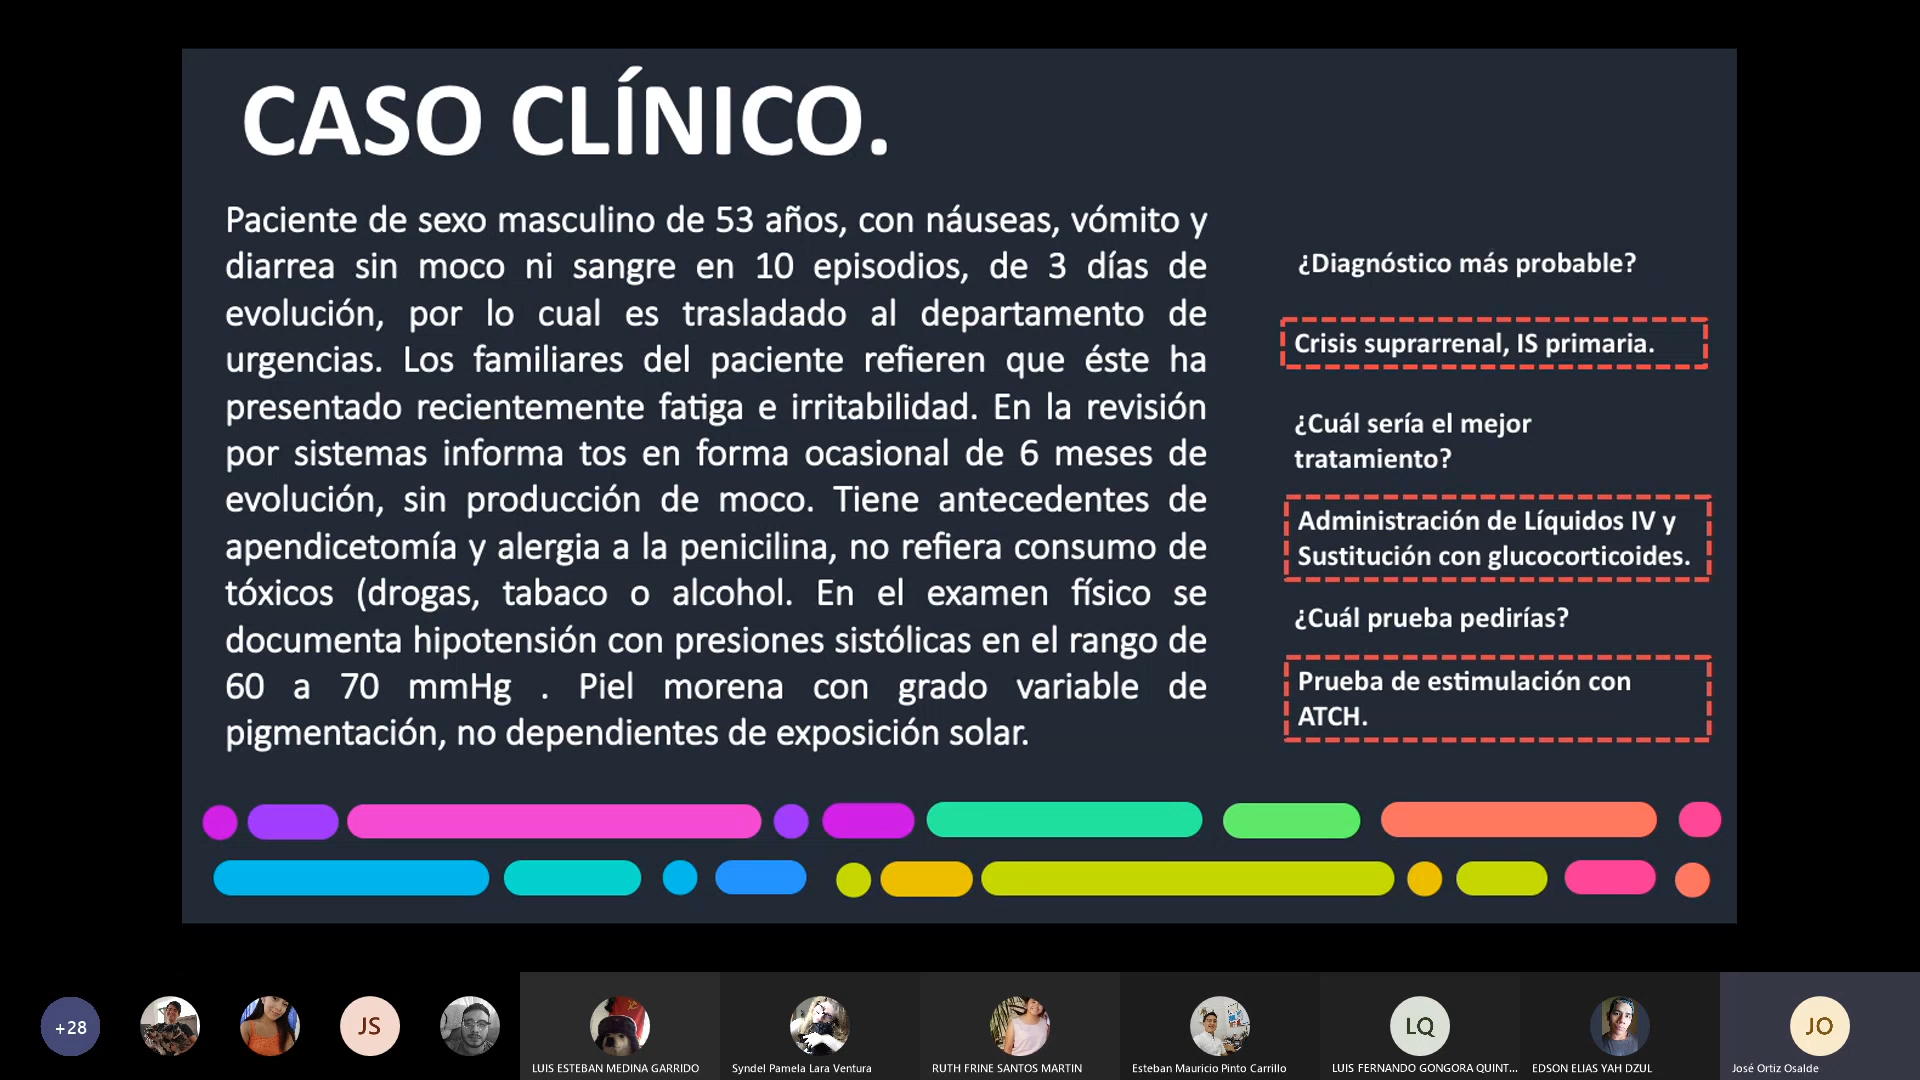 CASO CLÍNICO.
Paciente de sexo masculino de 53 años, con náuseas, vómito y
diarrea sin moco ni sangre en 10 episodios, de 3 días de
evolución, por lo cual es trasladado al departamento de
urgencias. Los familiares del paciente refieren que éste ha
presentado recientemente fatiga e irritabilidad. En la revisión
por sistemas informa tos en forma ocasional de 6 meses de
evolución, sin producción de moco. Tiene antecedentes de
apendicetomía y alergia a la penicilina, no refiera consumo de
tóxicos (drogas, tabaco o alcohol. En el examen físico se
documenta hipotensión con presiones sistólicas en el rango de
60 a 70 mmHg . Piel morena con grado variable de
pigmentación, no dependientes de exposición solar.
¿Diagnóstico más probable?
Crisis suprarrenal, IS primaria.
¿Cuál sería el mejor
tratamiento?
Administración de Líquidos IV y
Sustitución con glucocorticoides.
¿Cuál prueba pedirías?
Prueba de estimulación con
ATCH.
+28
JS
LUIS ESTEBAN MEDINA GARRIDO
Syndel Pamela Lara Ventura
RUTH FRINE SANTOS MARTIN
Esteban Mauricio Pinto Carrillo
LQ
LUIS FERNANDO GONGORA QUINT...
EDSON ELIAS YAH DZUL
JO
José Ortiz Osalde